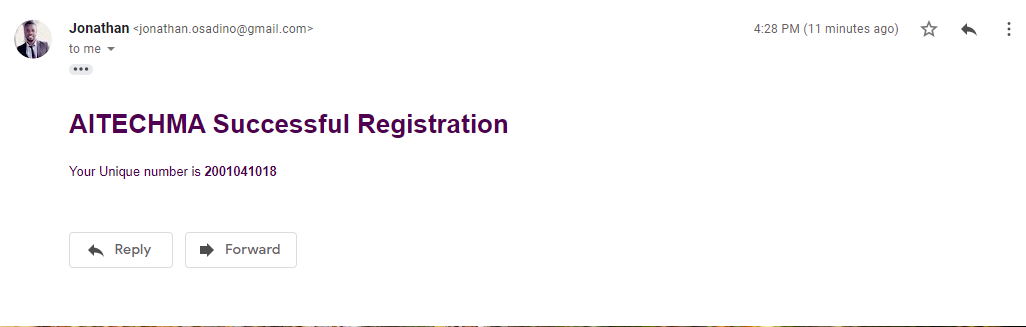 Jonathan <jonathan.osadino@gmail.com> 4:28 PM (11 minutes ago)
to me
AITECHMA Successful Registration
Your Unique number is 2001041018
Reply Forward